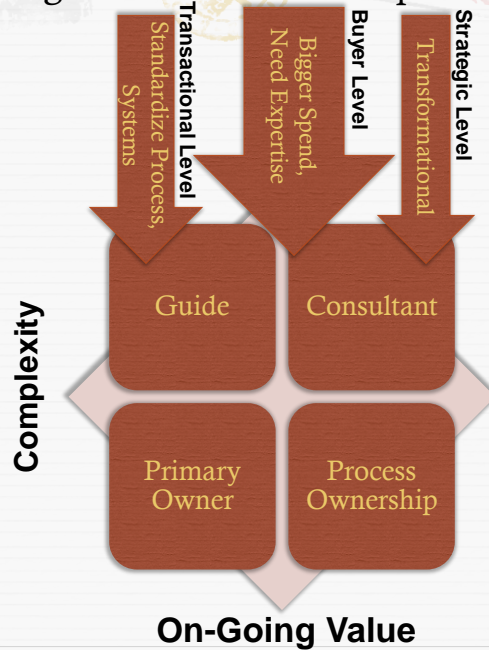 Transactional Level
Standardize Process,
Systems
Buyer Level
Bigger Spend,
Need Expertise
Strategic Level
Transformational
Guide
Consultant
Complexity
Primary
Owner
Process
Ownership
On-Going Value